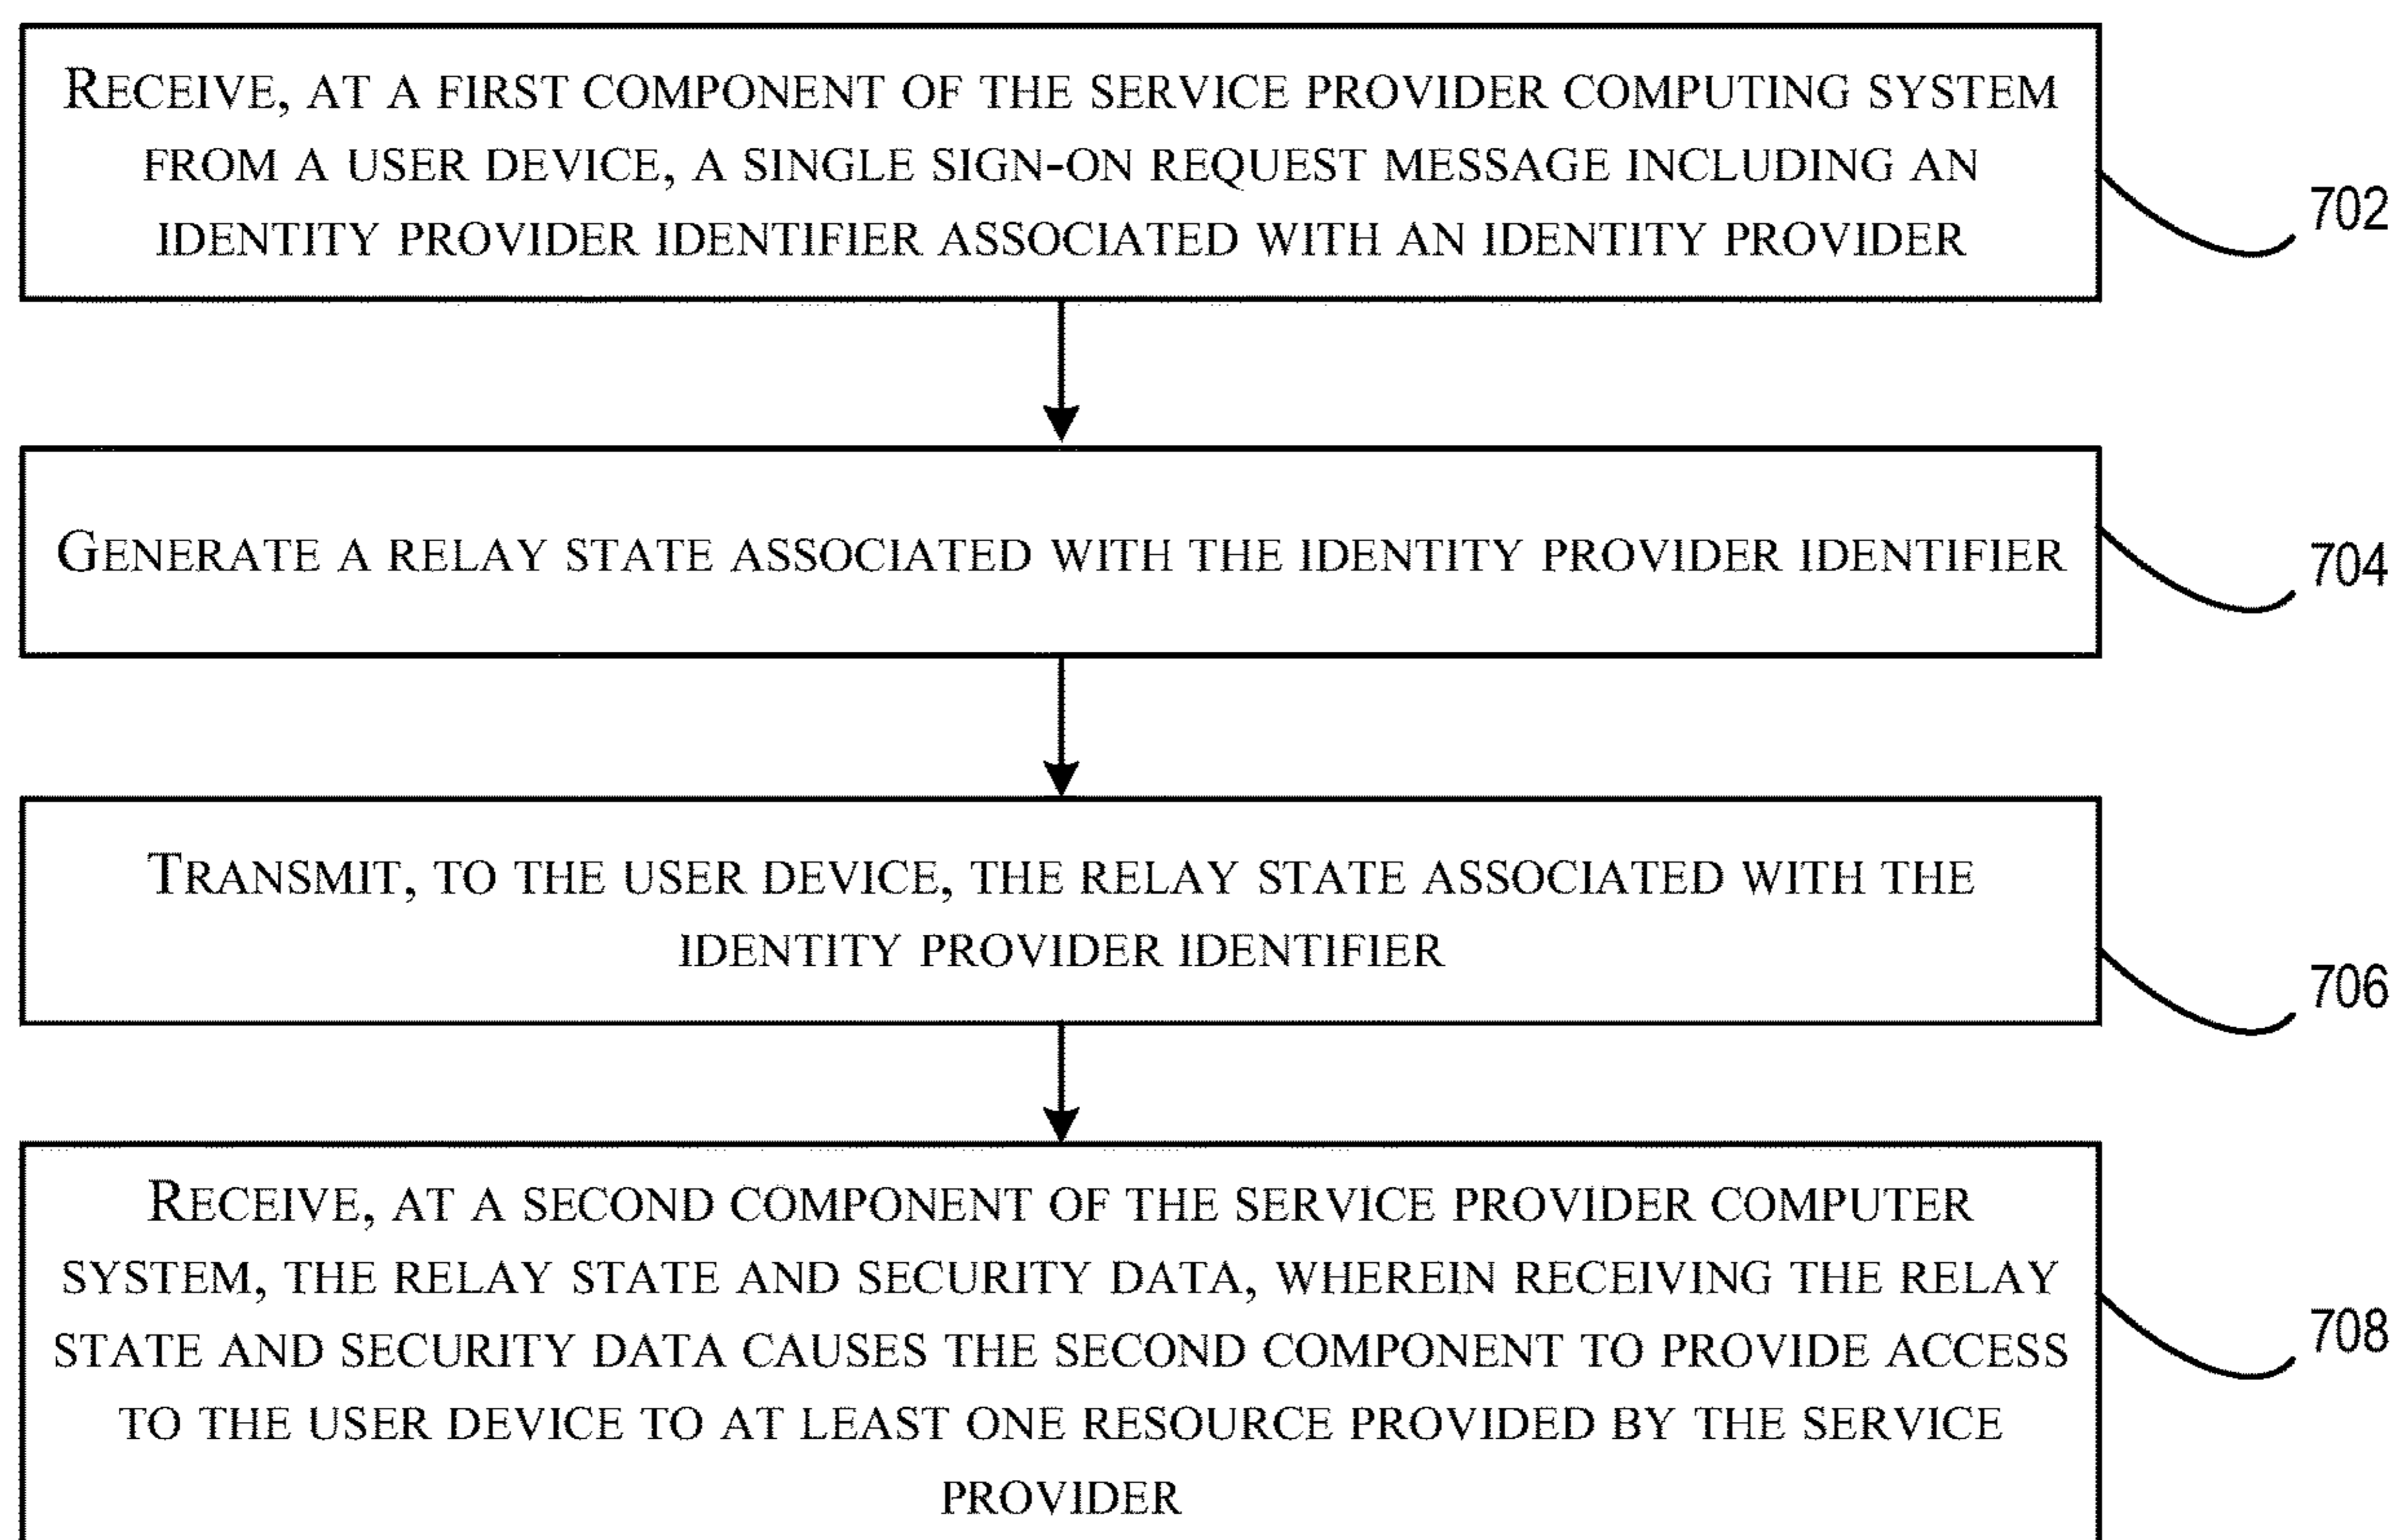 RECEIVE, AT A FIRST COMPONENT OF THE SERVICE PROVIDER COMPUTING SYSTEM
FROM A USER DEVICE, A SINGLE SIGN-ON REQUEST MESSAGE INCLUDING AN
IDENTITY PROVIDER IDENTIFIER ASSOCIATED WITH AN IDENTITY PROVIDER
702
GENERATE A RELAY STATE ASSOCIATED WITH THE IDENTITY PROVIDER IDENTIFIER
704
TRANSMIT, TO THE USER DEVICE, THE RELAY STATE ASSOCIATED WITH THE
IDENTITY PROVIDER IDENTIFIER
706
RECEIVE, AT A SECOND COMPONENT OF THE SERVICE PROVIDER COMPUTER
SYSTEM, THE RELAY STATE AND SECURITY DATA, WHEREIN RECEIVING THE RELAY
STATE AND SECURITY DATA CAUSES THE SECOND COMPONENT TO PROVIDE ACCESS
TO THE USER DEVICE TO AT LEAST ONE RESOURCE PROVIDED BY THE SERVICE
PROVIDER
708